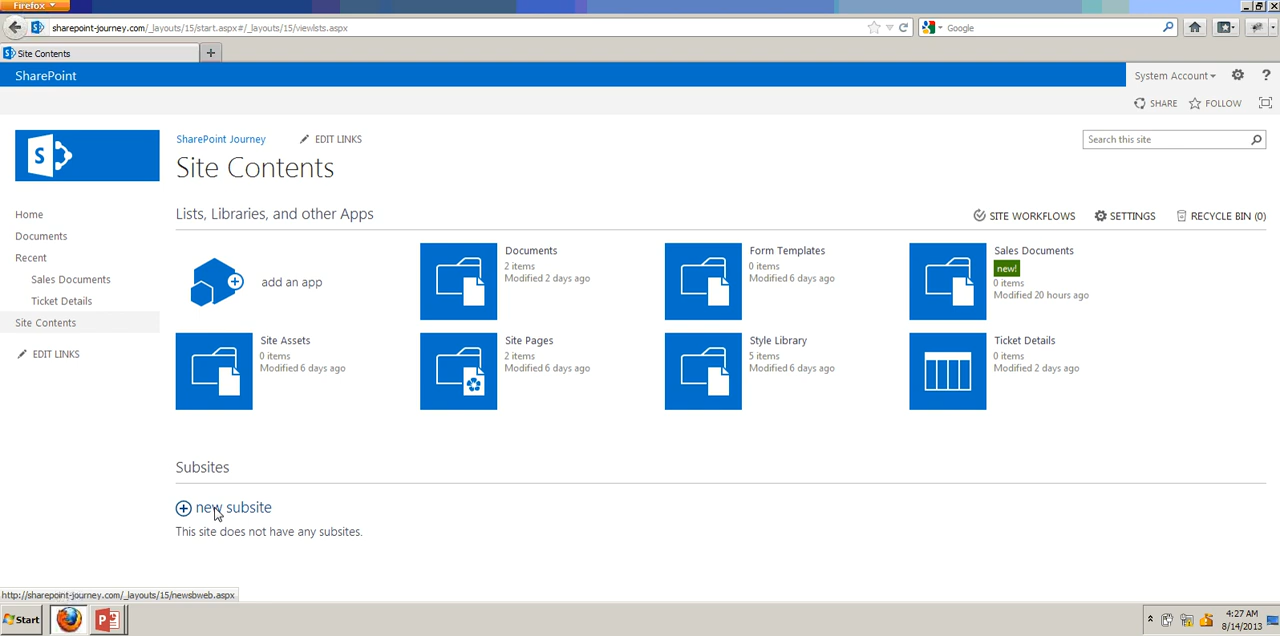 Firefox
sharepoint-journey.com/_layouts/15/start.aspx#/_layouts/15/viewlsts.aspx
Google
Site Contents
SharePoint
System Account
?
SHARE
FOLLOW
S
SharePoint Journey
EDIT LINKS
Search this site
Site Contents
Home
Documents
Recent
Sales Documents
Ticket Details
Site Contents
EDIT LINKS
Lists, Libraries, and other Apps
SITE WORKFLOWS
SETTINGS
RECYCLE BIN (0)
add an app
Documents
2 items
Modified 2 days ago
Form Templates
0 items
Modified 6 days ago
Sales Documents
new!
0 items
Modified 20 hours ago
Site Assets
0 items
Modified 6 days ago
Site Pages
2 items
Modified 6 days ago
Style Library
5 items
Modified 6 days ago
Ticket Details
0 items
Modified 2 days ago
Subsites
new subsite
This site does not have any subsites.
http://sharepoint-journey.com/_layouts/15/newsbweb.aspx
Start
4:27 AM
8/14/2013